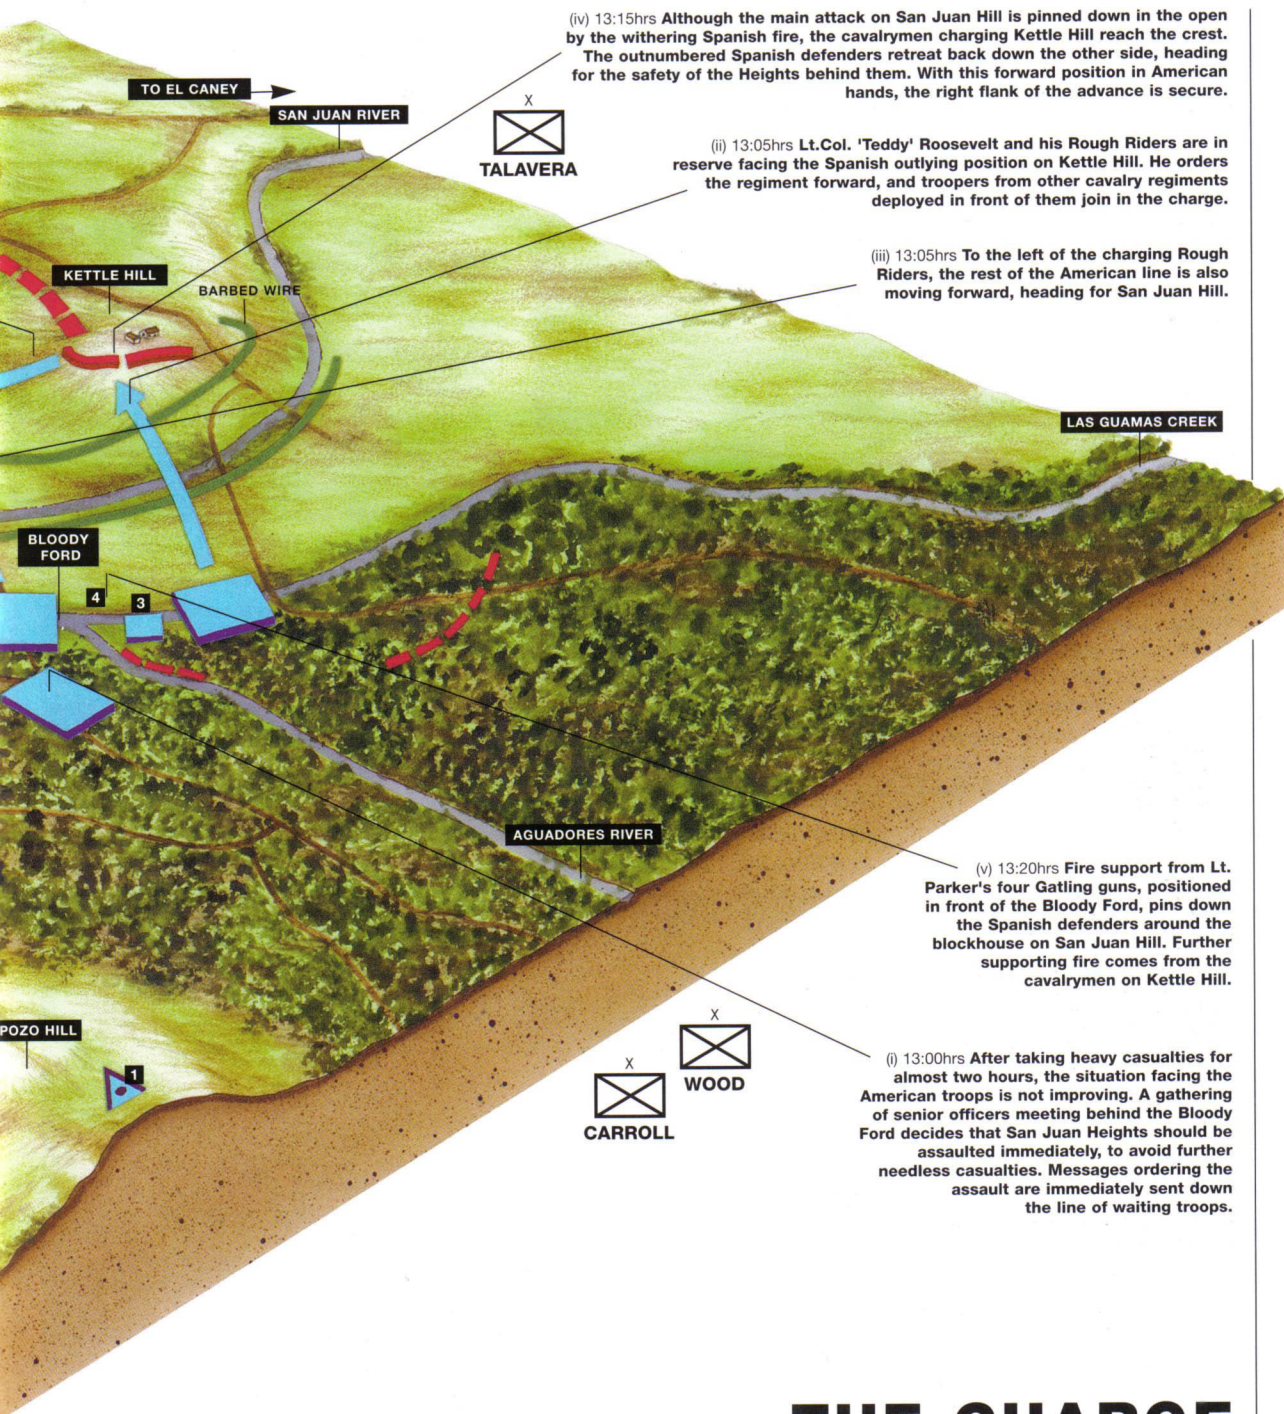 (iv) 13:15hrs Although the main attack on San Juan Hill is pinned down in the open
by the withering Spanish fire, the cavalrymen charging Kettle Hill reach the crest.
The outnumbered Spanish defenders retreat back down the other side, heading
for the safety of the Heights behind them. With this forward position in American
hands, the right flank of the advance is secure.
TO EL CANEY
SAN JUAN RIVER
X
TALAVERA
(ii) 13:05hrs Lt.Col. 'Teddy' Roosevelt and his Rough Riders are in
reserve facing the Spanish outlying position on Kettle Hill. He orders
the regiment forward, and troopers from other cavalry regiments
deployed in front of them join in the charge.
(iii) 13:05hrs To the left of the charging Rough
Riders, the rest of the American line is also
moving forward, heading for San Juan Hill.
KETTLE HILL
BARBED WIRE
LAS GUAMAS CREEK
BLOODY
FORD
4
3
AGUADORES RIVER
(v) 13:20hrs Fire support from Lt.
Parker's four Gatling guns, positioned
in front of the Bloody Ford, pins down
the Spanish defenders around the
blockhouse on San Juan Hill. Further
supporting fire comes from the
cavalrymen on Kettle Hill.
POZO HILL
1
X
WOOD
X
CARROLL
(i) 13:00hrs After taking heavy casualties for
almost two hours, the situation facing the
American troops is not improving. A gathering
of senior officers meeting behind the Bloody
Ford decides that San Juan Heights should be
assaulted immediately, to avoid further
needless casualties. Messages ordering the
assault are immediately sent down
the line of waiting troops.
THE CHARGE